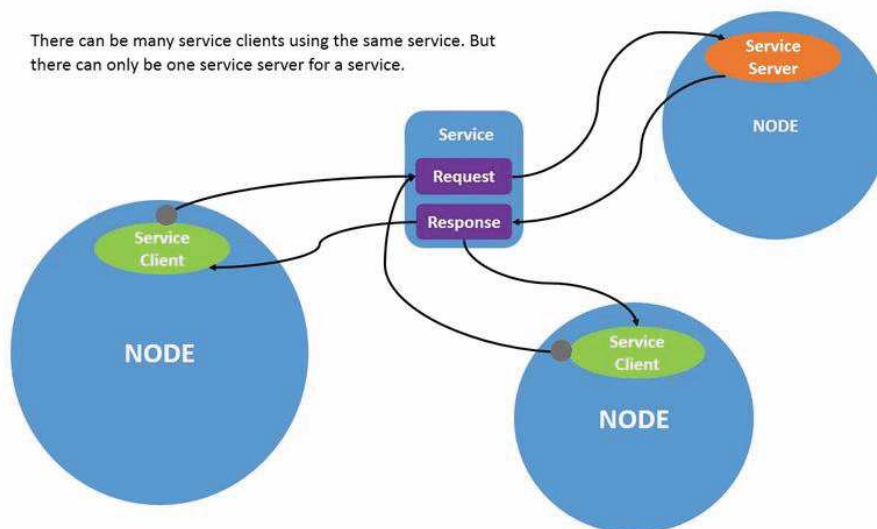 There can be many service clients using the same service. But
there can only be one service server for a service.
Service
Server
NODE
Service
Request
Response
Service
Client
NODE
Service
Client
NODE